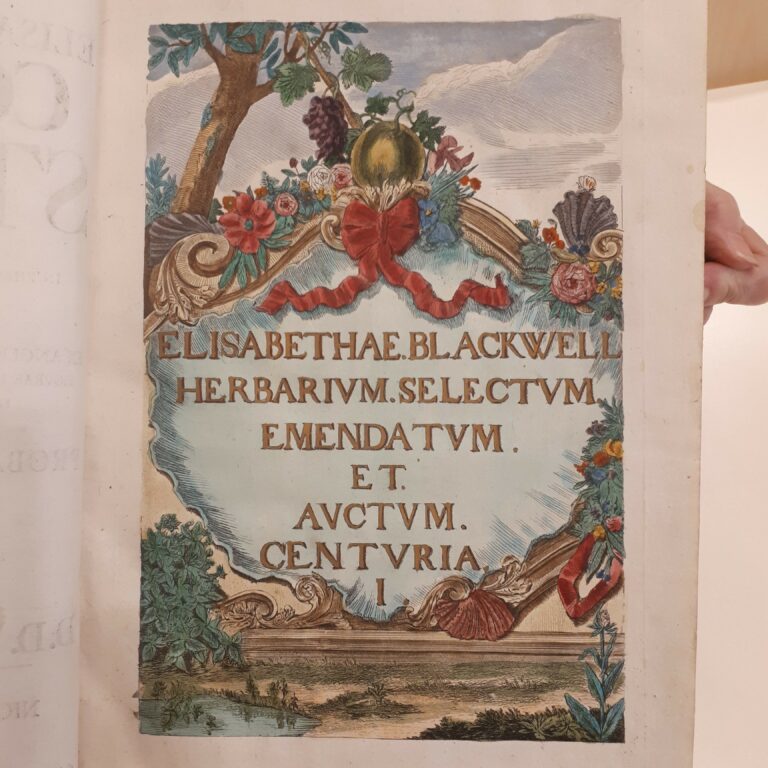 ELISABETHAE.BLACKWELL
HERBARIVM.SELECTVM.
EMENDATVM.
ET.
AVCTVM.
CENTVRIA.
I